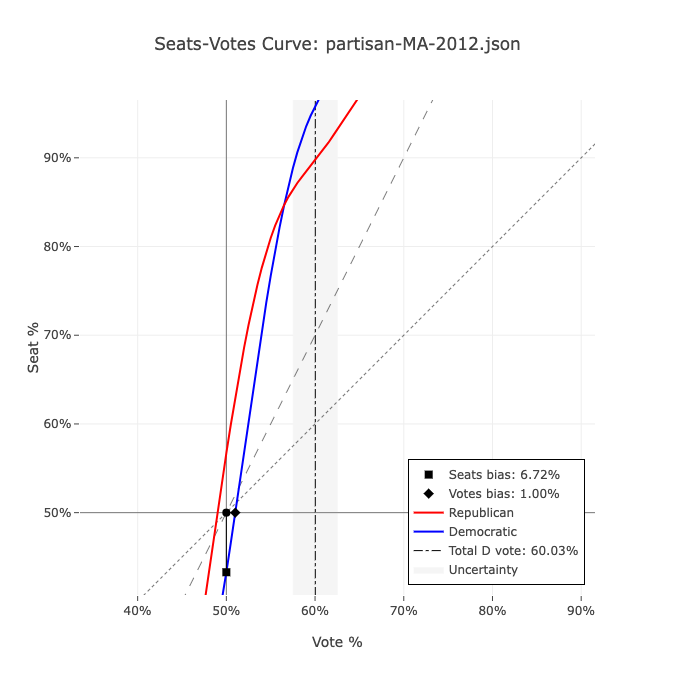 Seats-Votes Curve: partisan-MA-2012.json
Seat %
90%
80%
70%
60%
50%
Seats bias: 6.72%
Votes bias: 1.00%
Republican
Democratic
Total D vote: 60.03%
Uncertainty
40%
50%
60%
70%
80%
90%
Vote %